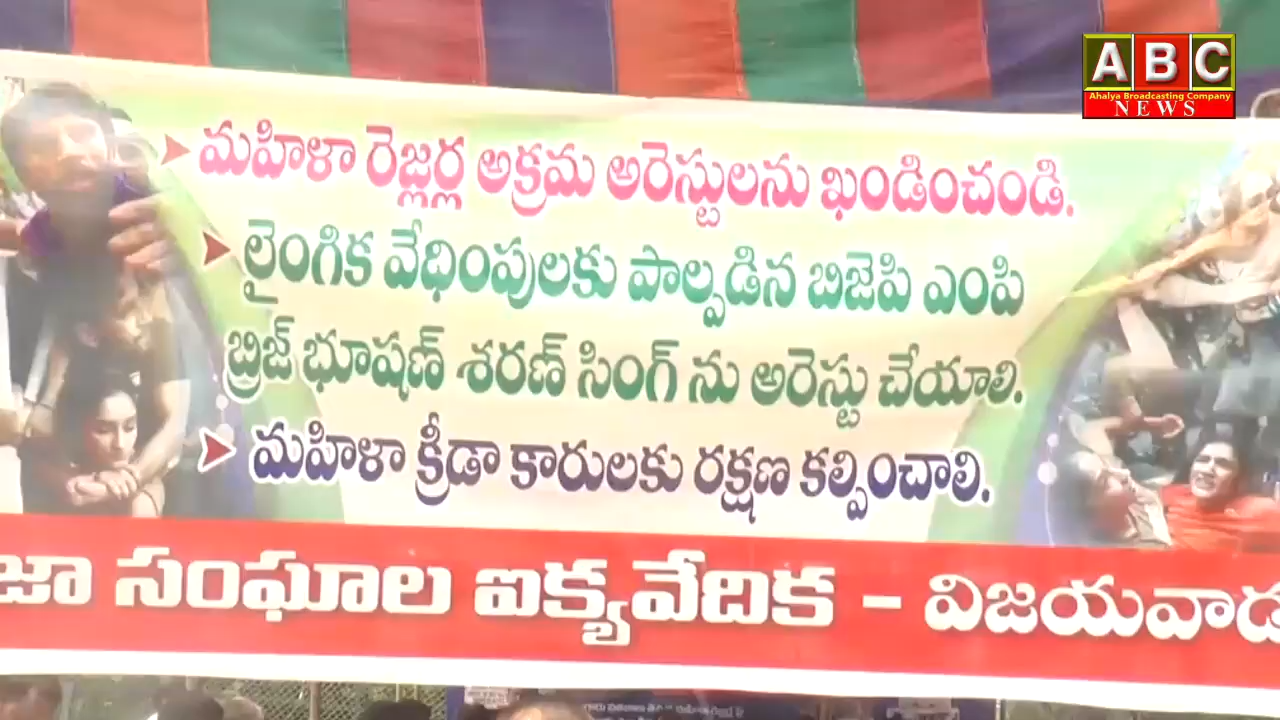 ABC
Ahalya Broadcasting Company
NEWS
మహిళా రెజ్లర్ల అక్రమ అరెస్టులను ఖండించండి.
లైంగిక వేధింపులకు పాల్పడిన బిజెపి ఎంపి
బ్రిజ్ భూషణ్ శరణ్ సింగ్ ను అరెస్టు చేయాలి.
మహిళా క్రీడా కారులకు రక్షణ కల్పించాలి.
జా సంఘాల ఐక్యవేదిక - విజయవాడ